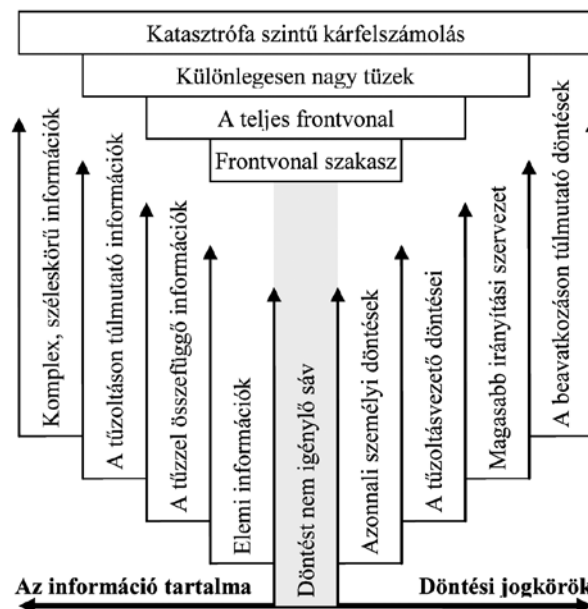 Katasztrófa szintű kárfelszámolás
Különlegesen nagy tüzek
A teljes frontvonal
Frontvonal szakasz
Komplex, széleskörű információk
A tűzoltáson túlmutató információk
A tűzzel összefüggő információk
Elemi információk
Döntést nem igénylő sáv
Azonnali személyi döntések
A tűzoltásvezető döntései
Magasabb irányítási szervezet
A beavatkozáson túlmutató döntések
Az információ tartalma
Döntési jogkörök